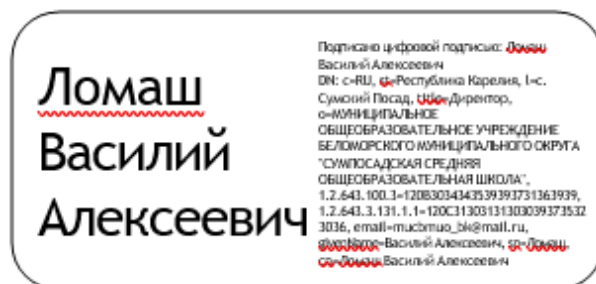 Ломаш
Василий
Алексеевич
Подписано цифровой подписью: Ломаш
Василий Алексеевич
DN: c=RU, st=Республика Карелия, l=с.
Сумский Посад, title=Директор,
o=МУНИЦИПАЛЬНОЕ
ОБЩЕОБРАЗОВАТЕЛЬНОЕ УЧРЕЖДЕНИЕ
БЕЛОМОРСКОГО МУНИЦИПАЛЬНОГО ОКРУГА
"СУМПОСАДСКАЯ СРЕДНЯЯ
ОБЩЕОБРАЗОВАТЕЛЬНАЯ ШКОЛА",
1.2.643.100.3=120B3034343539393731363939,
1.2.643.3.131.1.1=120C31303131303039373532
3036, email=mucbmuo_bk@mail.ru,
givenName=Василий Алексеевич, sn=Ломаш,
cn=Ломаш Василий Алексеевич